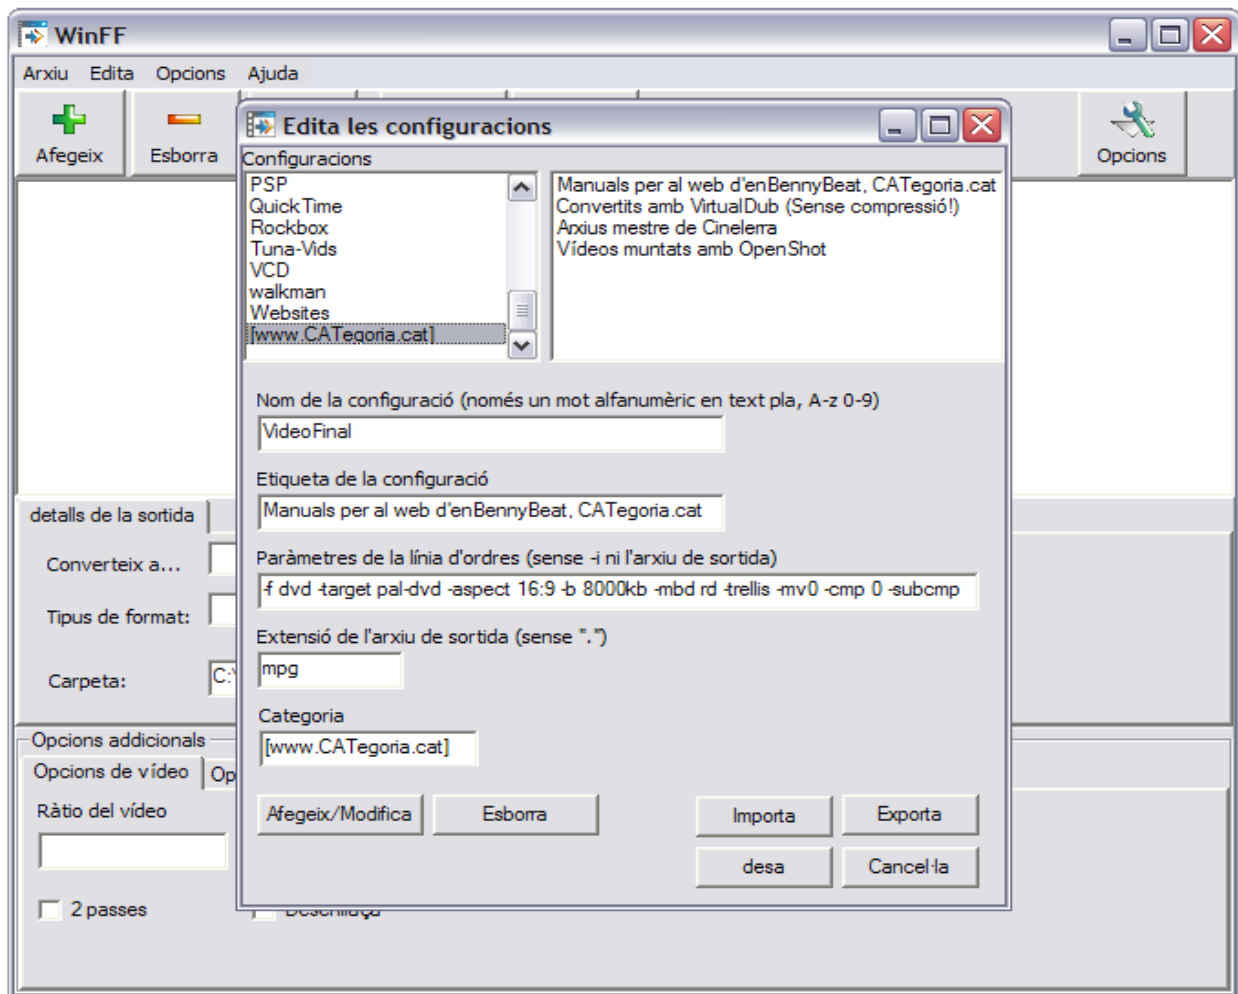 WinFF
Arxiu Edita Opcions Ajuda
Afegeix Esborra Opcions
Edita les configuracions
Configuracions
PSP
QuickTime
Rockbox
Tuna-Vids
VCD
walkman
Websites
[www.CATegoria.cat]
Manuals per al web d'enBennyBeat, CATegoria.cat
Convertits amb VirtualDub (Sense compressió!)
Arxius mestre de Cinelerra
Vídeos muntats amb OpenShot
Nom de la configuració (només un mot alfanumèric en text pla, A-z 0-9)
VideoFinal
Etiqueta de la configuració
Manuals per al web d'enBennyBeat, CATegoria.cat
Paràmetres de la línia d'ordres (sense -i ni l'arxiu de sortida)
-f dvd -target pal-dvd -aspect 16:9 -b 8000kb -mbd rd -trellis -mv0 -cmp 0 -subcmp
Extensió de l'arxiu de sortida (sense ".")
mpg
Categoria
[www.CATegoria.cat]
Afegeix/Modifica Esborra Importa Exporta
desa Cancel·la
detalls de la sortida
Converteix a...
Tipus de format:
Carpeta: C:\
Opcions addicionals
Opcions de vídeo Op
Ràtio del vídeo
2 passes